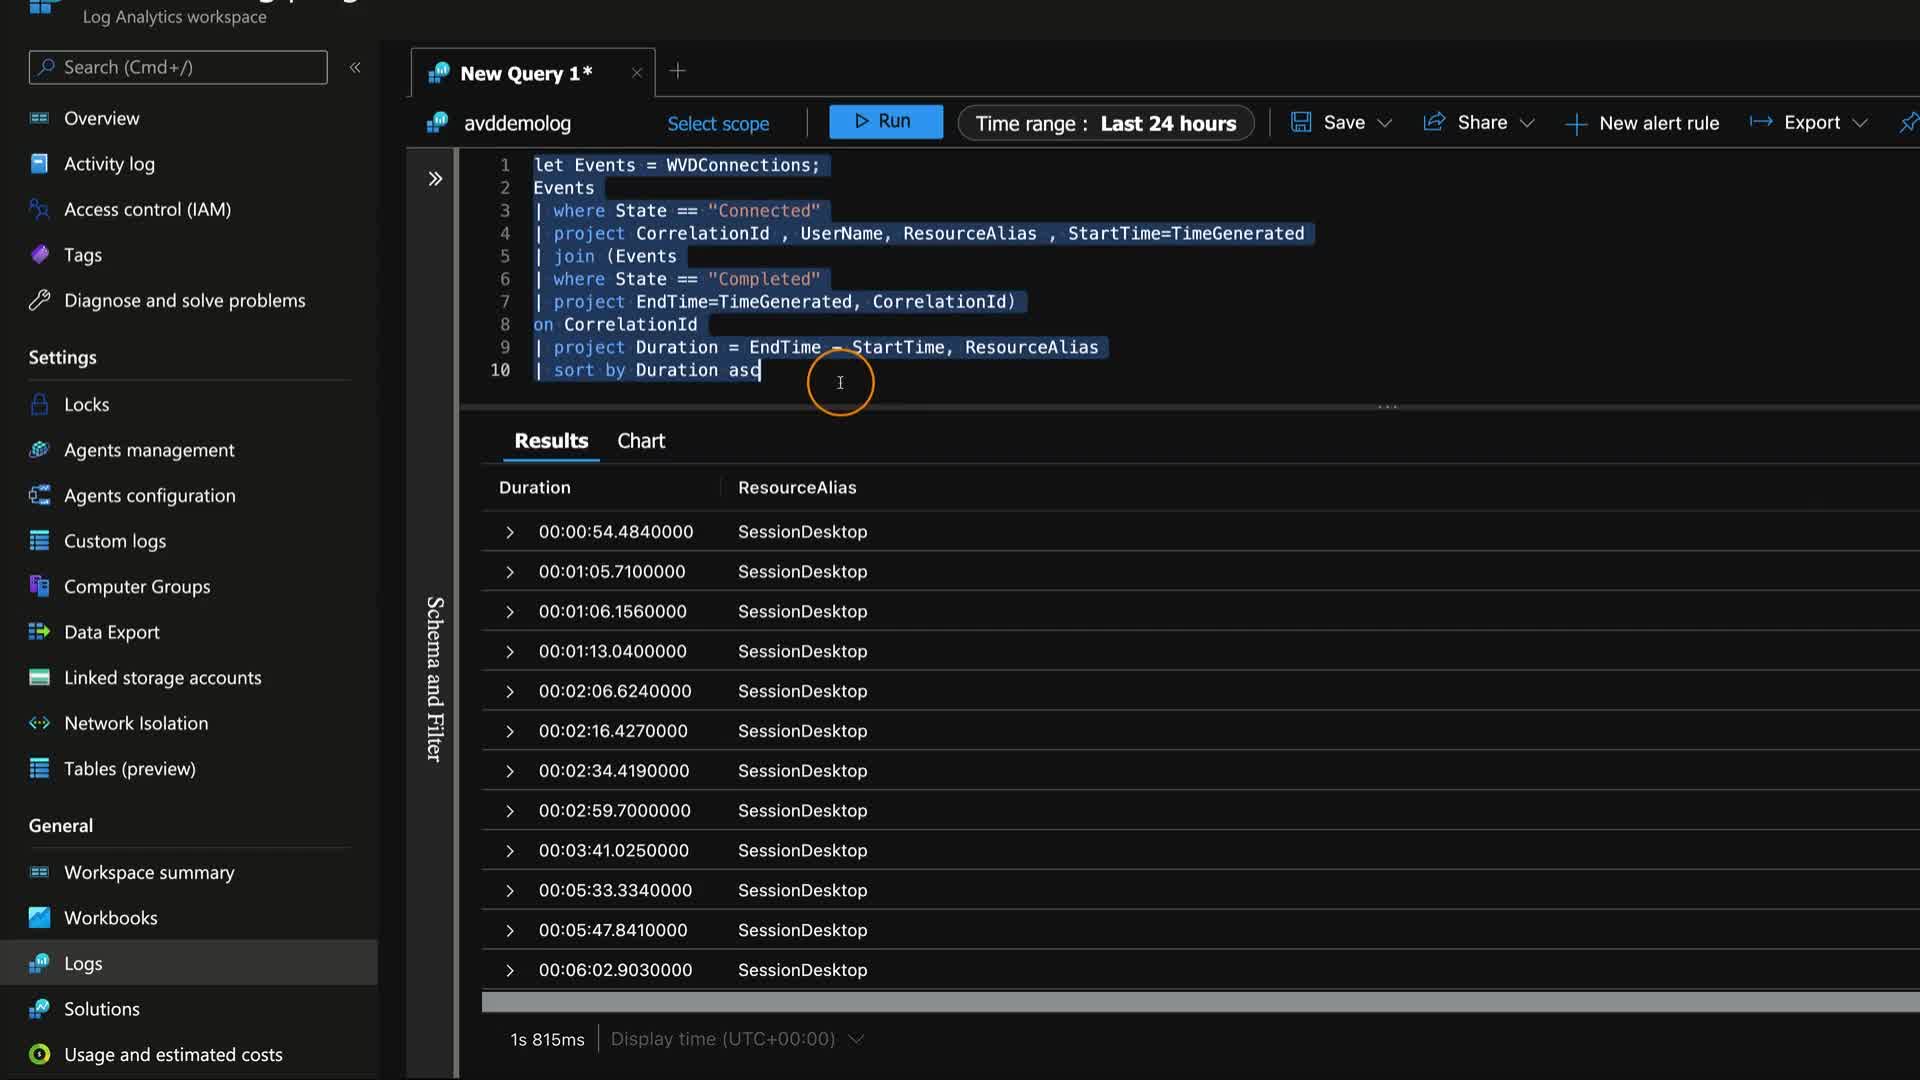 Log Analytics workspace
Search (Cmd+/)
«
Overview
Activity log
Access control (IAM)
Tags
Diagnose and solve problems
Settings
Locks
Agents management
Agents configuration
Custom logs
Computer Groups
Data Export
Linked storage accounts
Network Isolation
Tables (preview)
General
Workspace summary
Workbooks
Logs
Solutions
Usage and estimated costs
New Query 1*
avddemolog
Select scope
Run
Time range : Last 24 hours
Save
Share
New alert rule
Export
Schema and Filter
1 let Events = WVDConnections;
2 Events
3 | where State == "Connected"
4 | project CorrelationId , UserName, ResourceAlias , StartTime=TimeGenerated
5 | join (Events
6 | where State == "Completed"
7 | project EndTime=TimeGenerated, CorrelationId)
8 on CorrelationId
9 | project Duration = EndTime - StartTime, ResourceAlias
10 | sort by Duration asc
Results Chart
Duration ResourceAlias
00:00:54.4840000 SessionDesktop
00:01:05.7100000 SessionDesktop
00:01:06.1560000 SessionDesktop
00:01:13.0400000 SessionDesktop
00:02:06.6240000 SessionDesktop
00:02:16.4270000 SessionDesktop
00:02:34.4190000 SessionDesktop
00:02:59.7000000 SessionDesktop
00:03:41.0250000 SessionDesktop
00:05:33.3340000 SessionDesktop
00:05:47.8410000 SessionDesktop
00:06:02.9030000 SessionDesktop
1s 815ms
Display time (UTC+00:00)